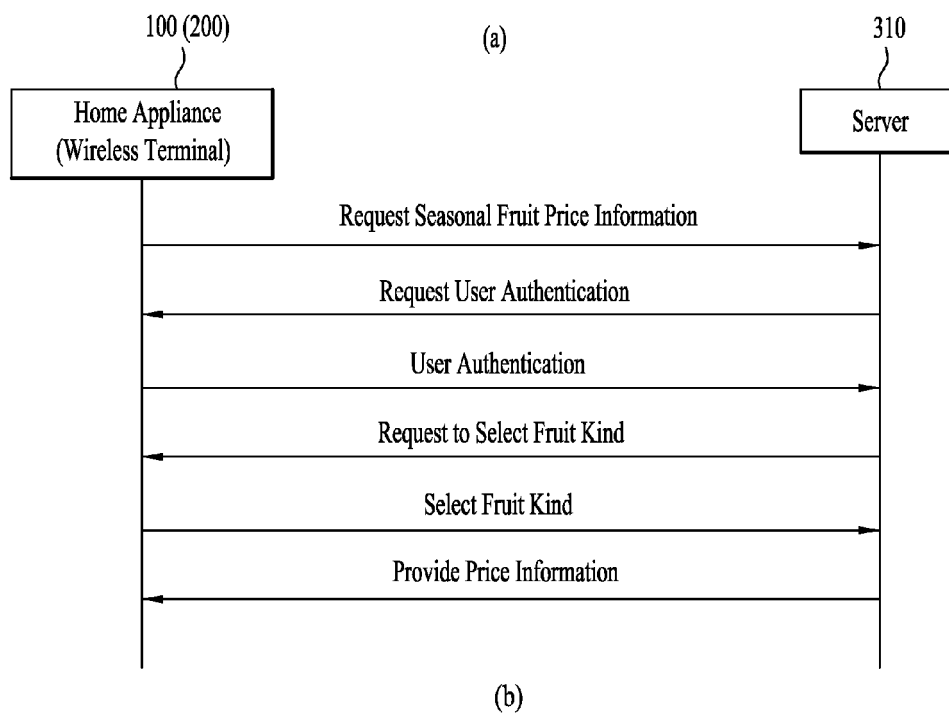 100 (200)
(a)
310
Home Appliance
(Wireless Terminal)
Server
Request Seasonal Fruit Price Information
Request User Authentication
User Authentication
Request to Select Fruit Kind
Select Fruit Kind
Provide Price Information
(b)